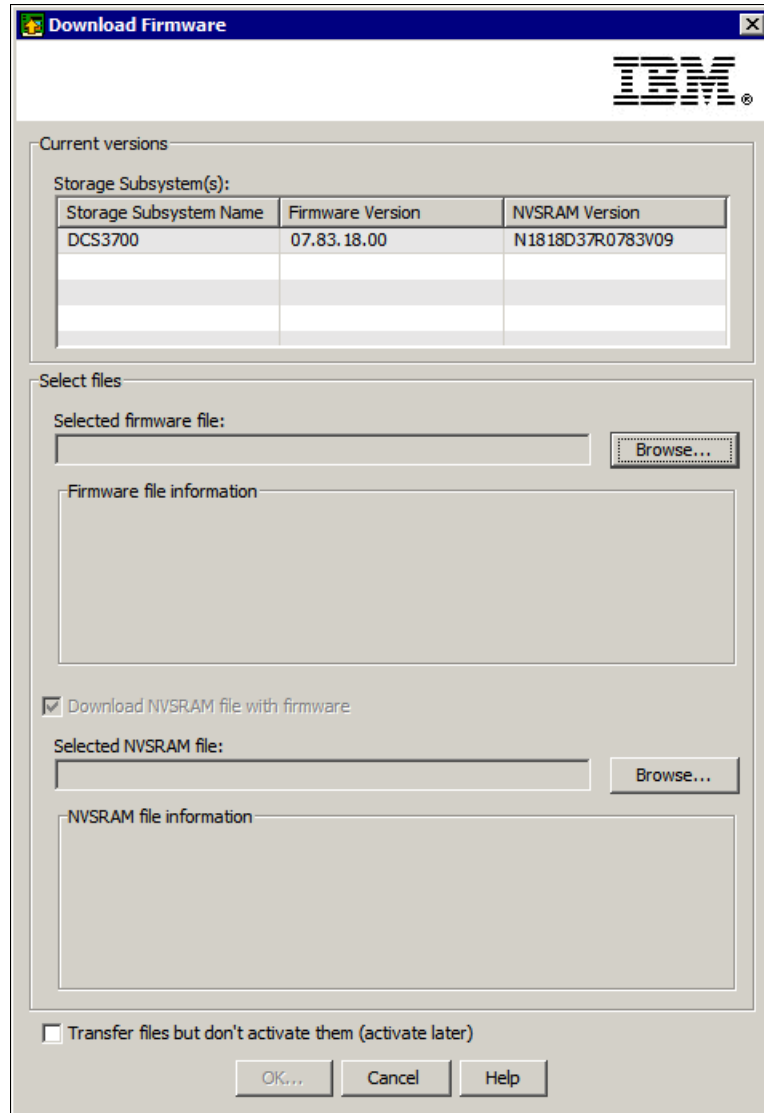 Download Firmware
IBM®
Current versions
Storage Subsystem(s):
Storage Subsystem Name Firmware Version NVSRAM Version
DCS3700 07.83.18.00 N1818D37R0783V09
Select files
Selected firmware file:
Browse...
Firmware file information
Download NVSRAM file with firmware
Selected NVSRAM file:
Browse...
NVSRAM file information
Transfer files but don't activate them (activate later)
OK... Cancel Help